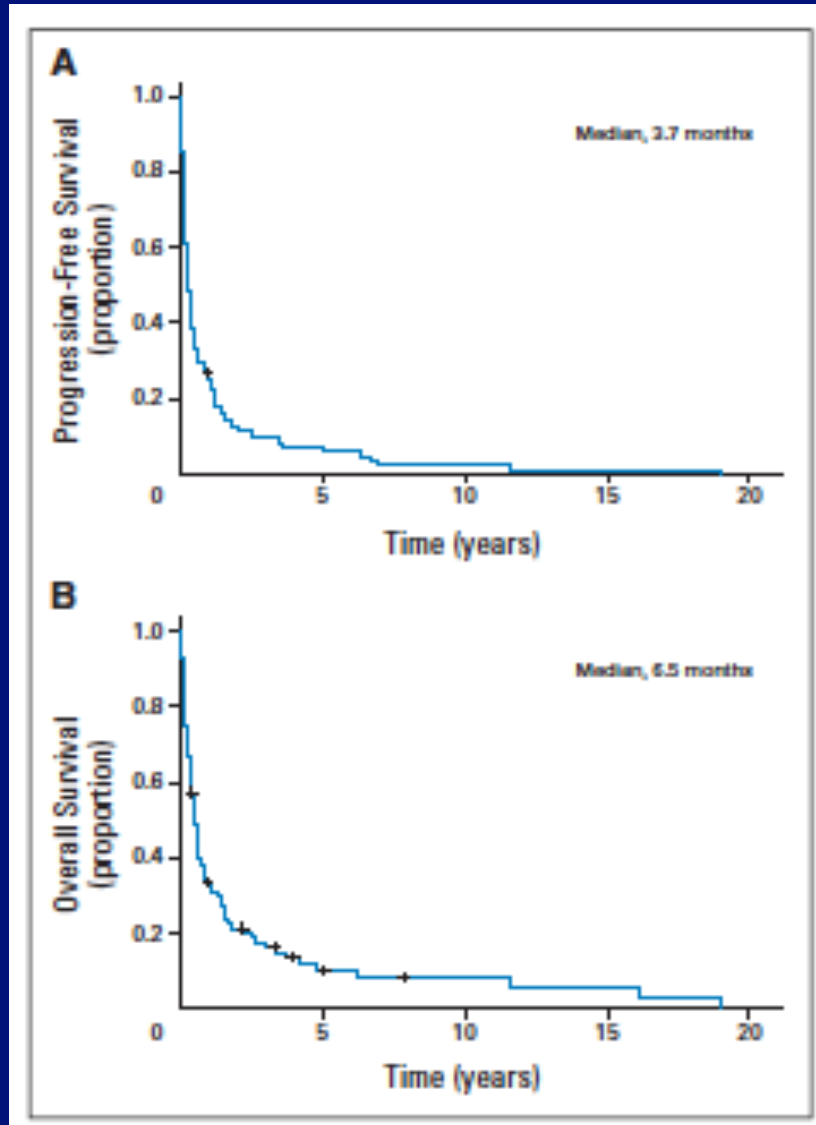 A
Progression-Free Survival
(proportion)
1.0
0.8
0.6
0.4
0.2
Median, 3.7 months
0
5
10
15
20
Time (years)
B
Overall Survival
(proportion)
1.0
0.8
0.6
0.4
0.2
Median, 6.5 months
0
5
10
15
20
Time (years)